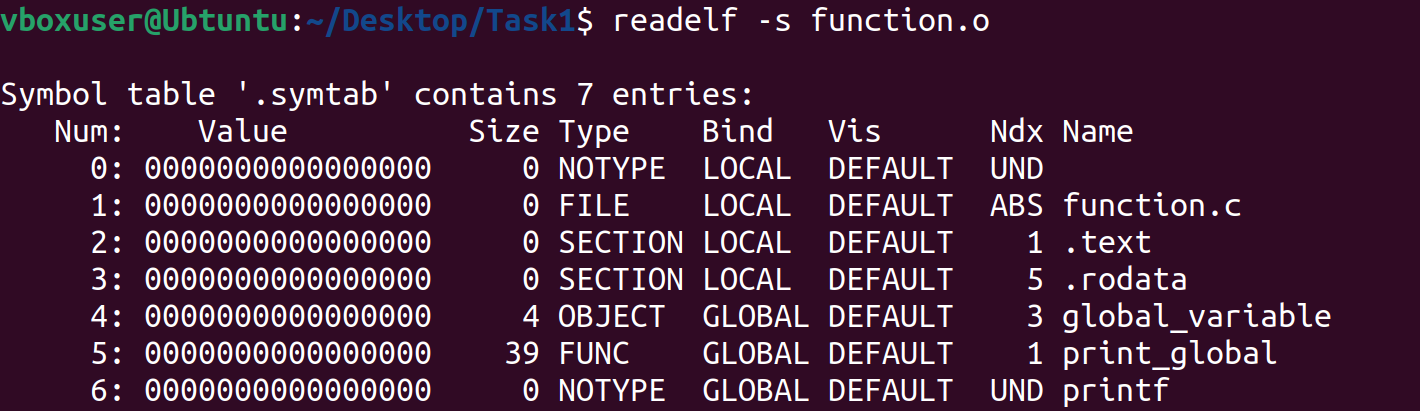 vboxuser@Ubtuntu:~/Desktop/Task1$ readelf -s function.o
Symbol table '.symtab' contains 7 entries:
   Num:    Value          Size Type    Bind   Vis      Ndx Name
     0: 0000000000000000     0 NOTYPE  LOCAL  DEFAULT  UND
     1: 0000000000000000     0 FILE    LOCAL  DEFAULT  ABS function.c
     2: 0000000000000000     0 SECTION LOCAL  DEFAULT    1 .text
     3: 0000000000000000     0 SECTION LOCAL  DEFAULT    5 .rodata
     4: 0000000000000000     4 OBJECT  GLOBAL DEFAULT    3 global_variable
     5: 0000000000000000    39 FUNC    GLOBAL DEFAULT    1 print_global
     6: 0000000000000000     0 NOTYPE  GLOBAL DEFAULT  UND printf